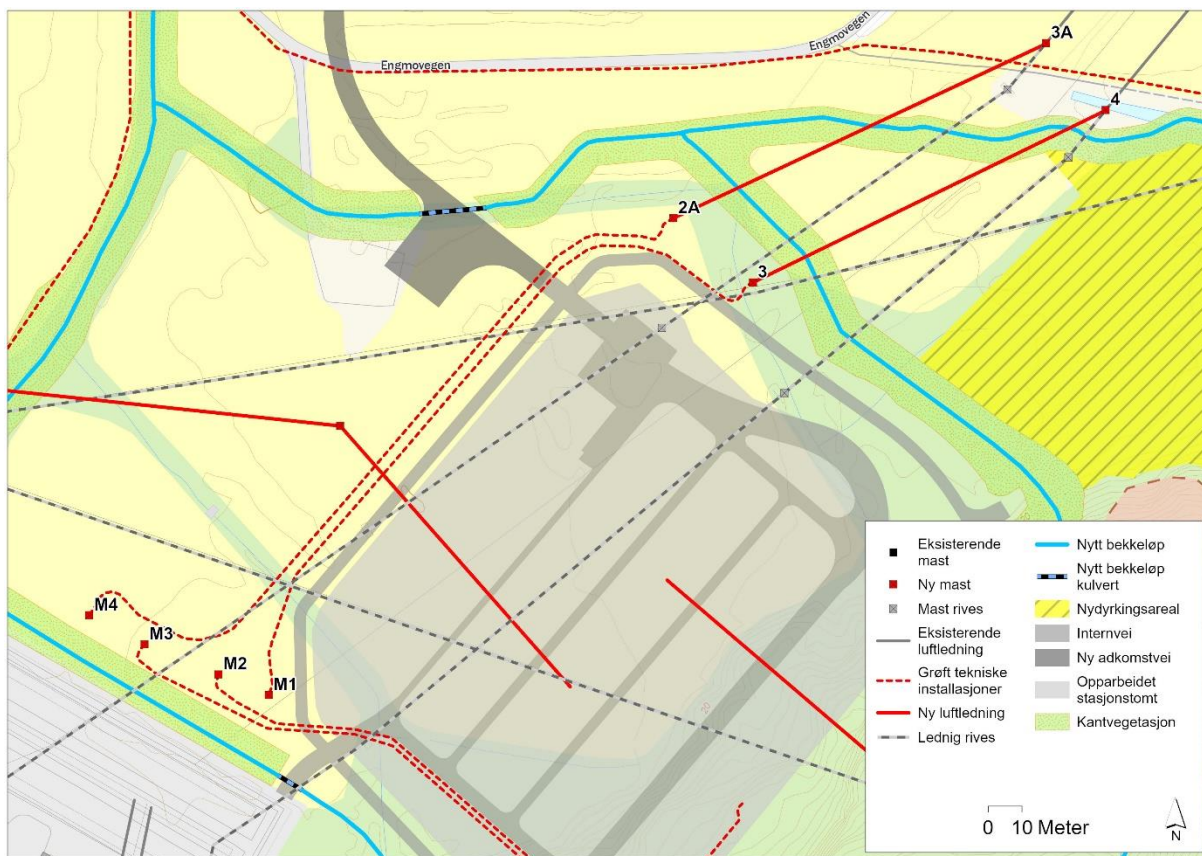 Engmovegen
Engmovegen
3A
4
2A
3
M4
M3
M2
M1
20
Eksisterende
mast
Ny mast
Mast rives
Eksisterende
luftledning
Grøft tekniske
installasjoner
Ny luftledning
Lednig rives
Nytt bekkeløp
Nytt bekkeløp
kulvert
Nydyrkingsareal
Internvei
Ny adkomstvei
Opparbeidet
stasjonstomt
Kantvegetasjon
0 10 Meter
N